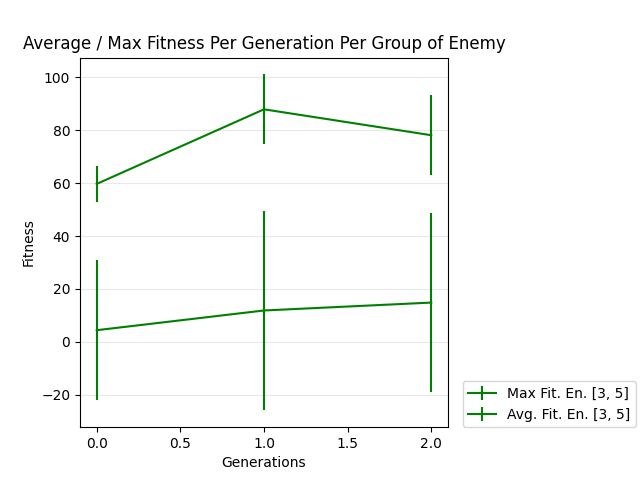 Average / Max Fitness Per Generation Per Group of Enemy
Fitness
100
80
60
40
20
0
−20
0.0 0.5 1.0 1.5 2.0
Generations
Max Fit. En. [3, 5]
Avg. Fit. En. [3, 5]